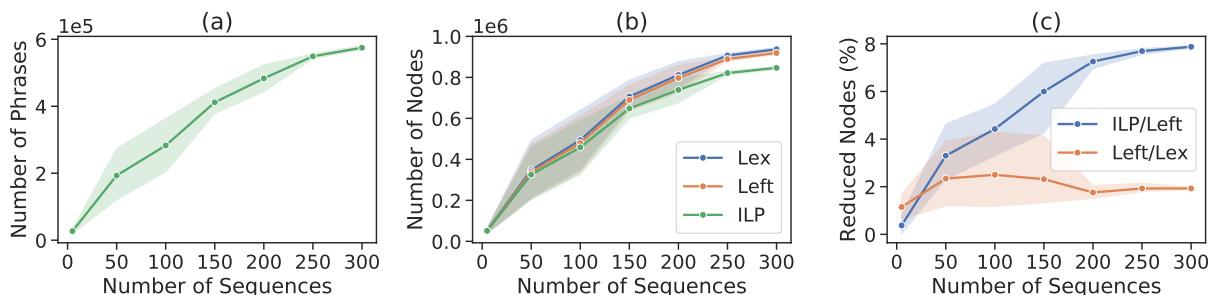 (a)
1e5
Number of Phrases
6
4
2
0
0 50 100 150 200 250 300
Number of Sequences
(b)
1e6
Number of Nodes
1.0
0.8
0.6
0.4
0.2
0.0
Lex
Left
ILP
0 50 100 150 200 250 300
Number of Sequences
(c)
Reduced Nodes (%)
8
6
4
2
0
ILP/Left
Left/Lex
0 50 100 150 200 250 300
Number of Sequences